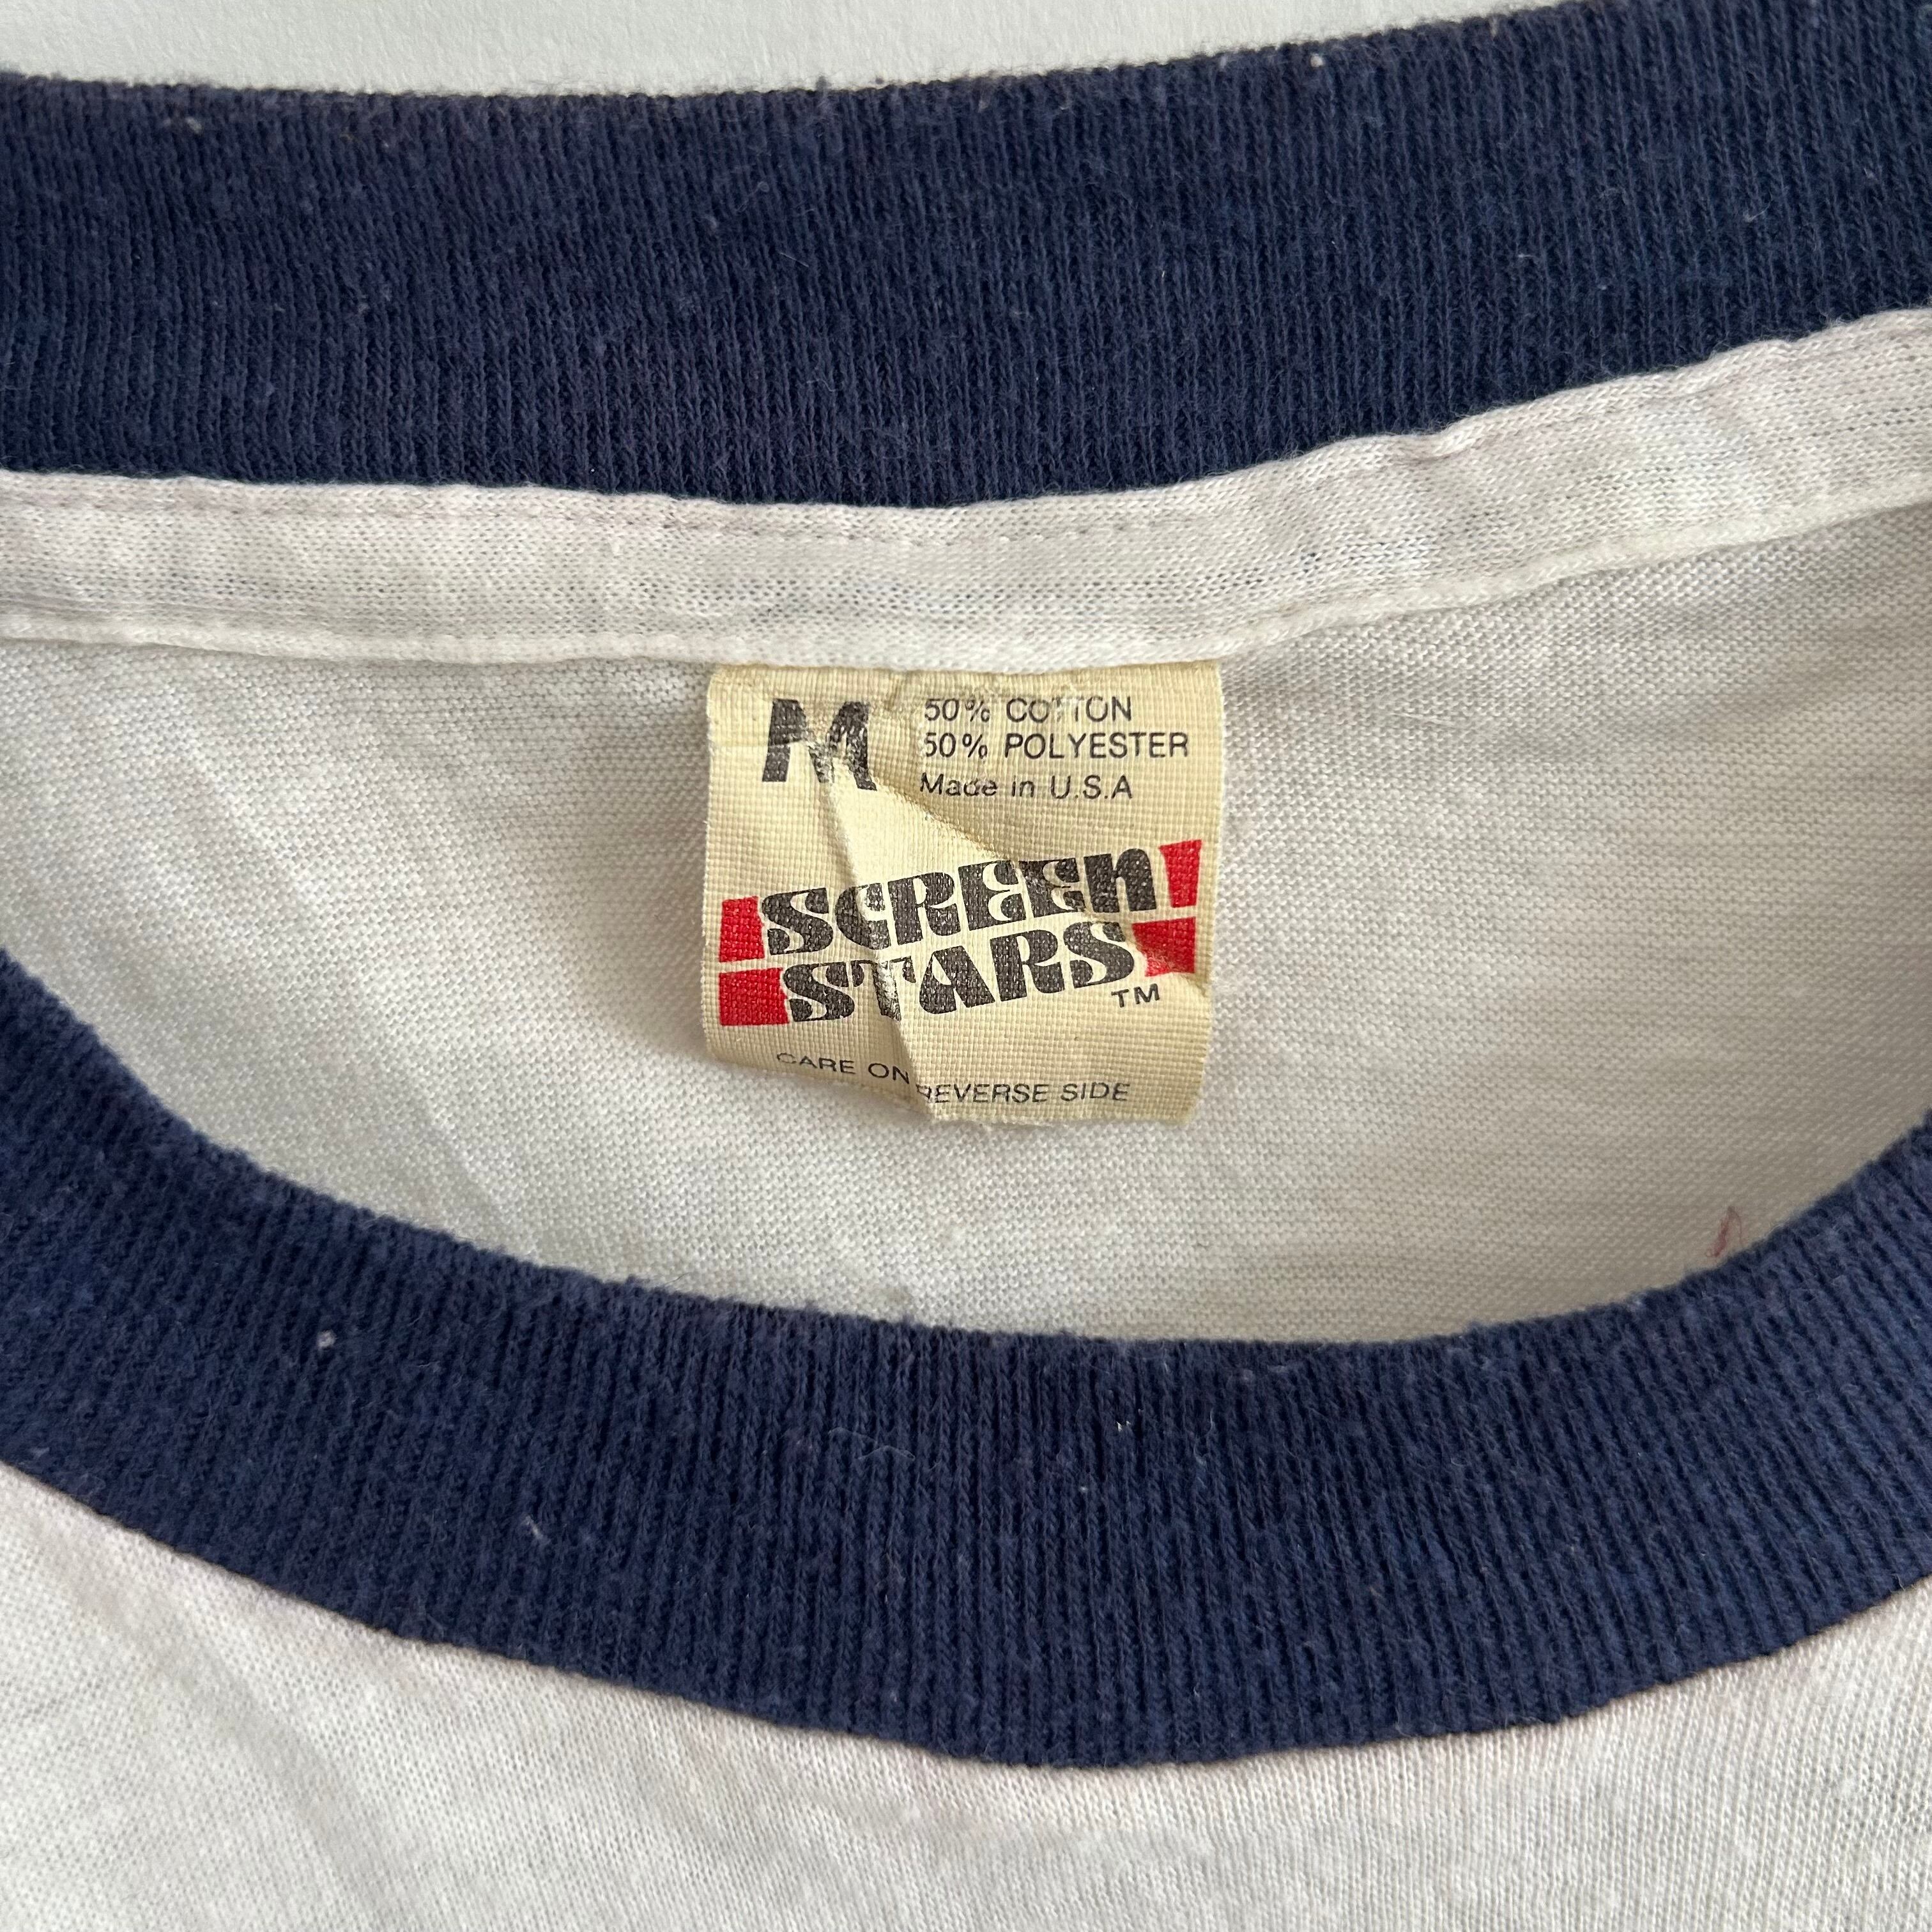 M
50% COTTON
50% POLYESTER
Made in U.S.A
SCREEN
STARS
TM
CARE ON REVERSE SIDE